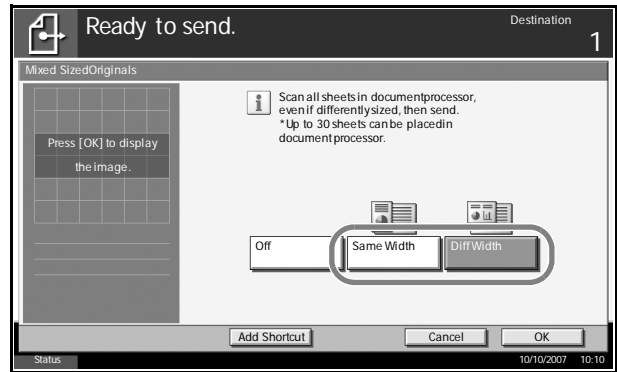 Ready to send.
Destination
1
Mixed SizedOriginals
Scan all sheets in documentprocessor,
even if differentlysized, then send.
*Up to 30 sheets can be placedin
document processor.
Press [OK] to display
the image.
Off
Same Width
Diff Width
Add Shortcut
Cancel
OK
Status
10/10/2007 10:10